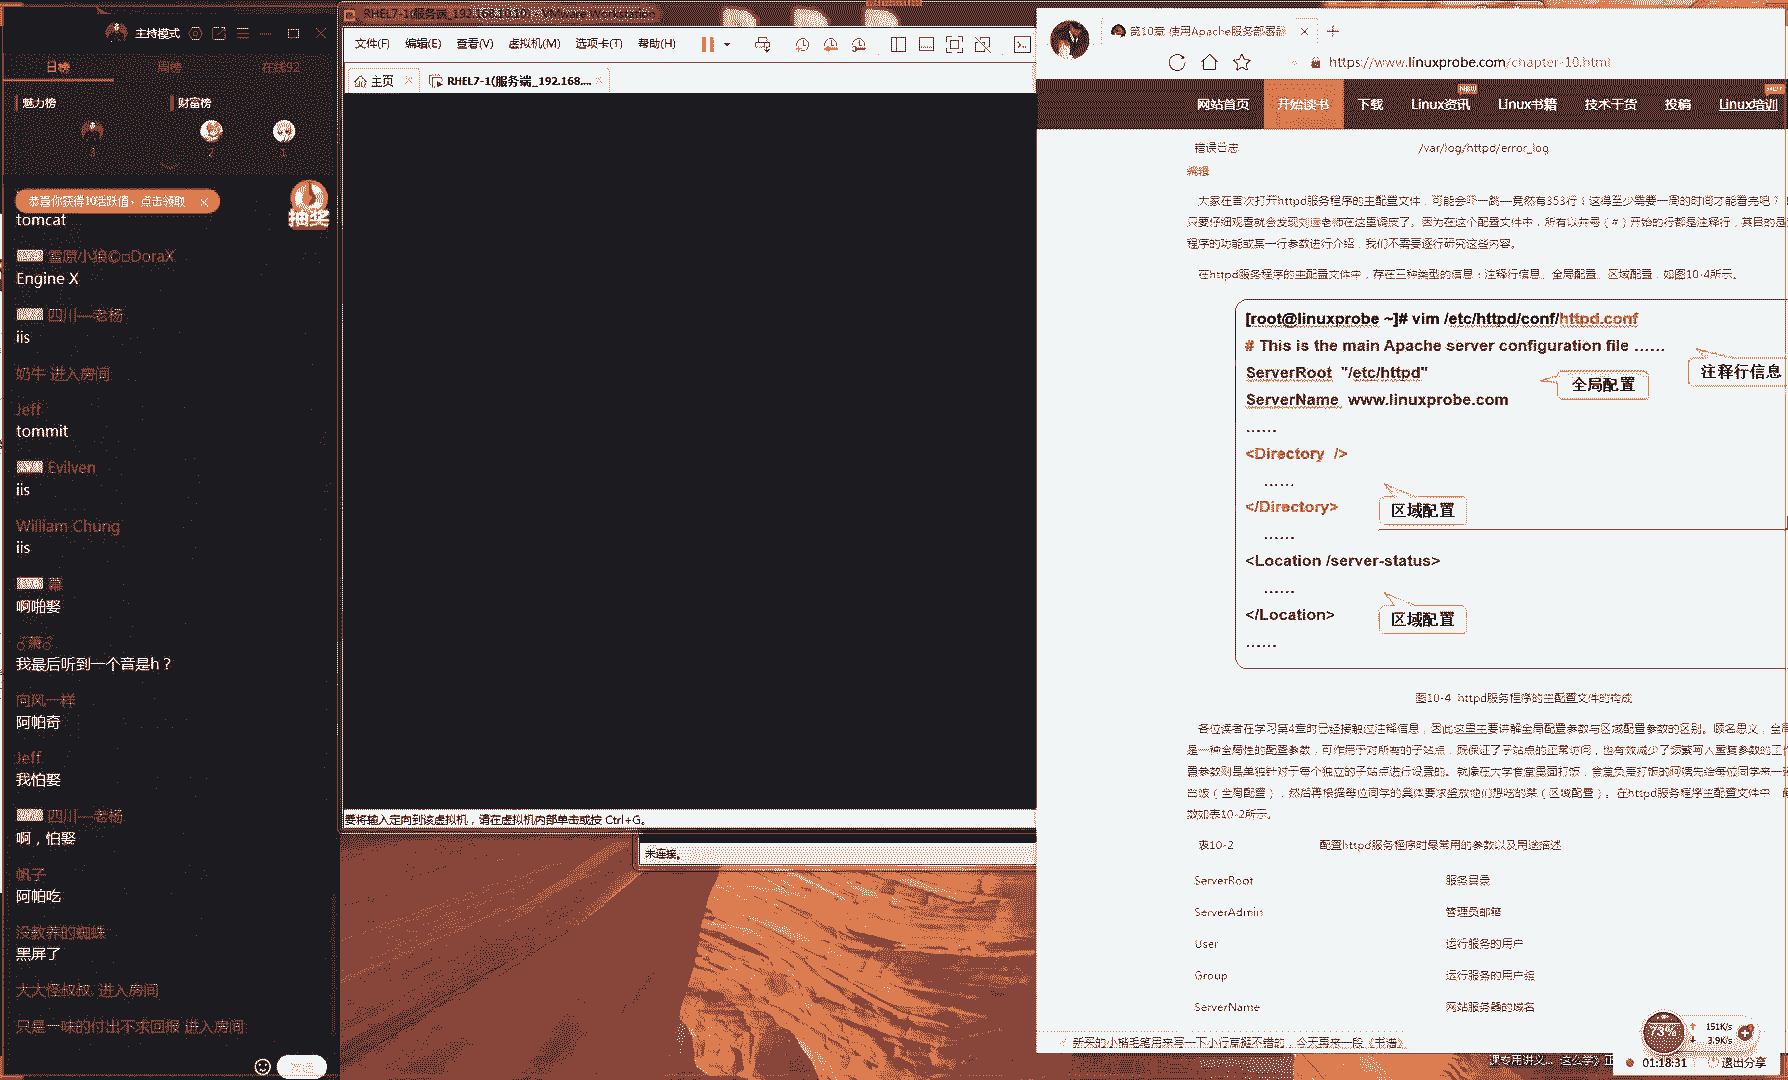 主持模式
日榜
周榜
在线92
魅力榜
财富榜
3
2
1
恭喜你获得10活跃值，点击领取
抽奖
tomcat
雪原小狼©□DoraX
Engine X
四川—老杨
iis
奶牛 进入房间
Jeff
tommit
Evilven
iis
William Chung
iis
幕
啊啪娶
♂萧♂
我最后听到一个音是h？
向风一样
阿帕奇
Jeff
我怕娶
四川—老杨
啊，怕娶
帆子
阿帕吃
没教养的蜘蛛
黑屏了
大大怪叔叔 进入房间
只是一味的付出不求回报 进入房间
RHEL7-1(服务端_192.168.10.10) - VMware Workstation
文件(F) 编辑(E) 查看(V) 虚拟机(M) 选项卡(T) 帮助(H)
主页
RHEL7-1(服务端_192.168....
要将输入定向到该虚拟机，请在虚拟机内部单击或按 Ctrl+G。
未连接。
第10章 使用Apache服务部署静
https://www.linuxprobe.com/chapter-10.html
网站首页 开始读书 下载 Linux资讯 Linux书籍 技术干货 投稿 Linux培训
错误日志 /var/log/httpd/error_log
编辑
大家在首次打开httpd服务程序的主配置文件，可能会吓一跳—竟然有353行！这得至少需要一周的时间才能看完吧？！
只要仔细观看就会发现刘遄老师在这里调皮了。因为在这个配置文件中，所有以井号（#）开始的行都是注释行，其目的是
程序的功能或某一行参数进行介绍，我们不需要逐行研究这些内容。
在httpd服务程序的主配置文件中，存在三种类型的信息：注释行信息、全局配置、区域配置，如图10-4所示。
[root@linuxprobe ~]# vim /etc/httpd/conf/httpd.conf
# This is the main Apache server configuration file ……
注释行信息
ServerRoot "/etc/httpd"
全局配置
ServerName www.linuxprobe.com
……
<Directory />
……
</Directory>
区域配置
……
<Location /server-status>
……
</Location>
区域配置
……
图10-4 httpd服务程序的主配置文件的构成
各位读者在学习第4章时已经接触过注释信息，因此这里主要讲解全局配置参数与区域配置参数的区别。顾名思义，全局
是一种全局性的配置参数，可作用于对所有的子站点，既保证了子站点的正常访问，也有效减少了频繁写入重复参数的工作
置参数则是单独针对于每个独立的子站点进行设置的。就像在大学食堂里面打饭，食堂负责打饭的阿姨先给每位同学来一碗
白饭（全局配置），然后再根据每位同学的具体要求盛放他们想吃的菜（区域配置）。在httpd服务程序主配置文件中，最
数如表10-2所示。
表10-2 配置httpd服务程序时最常用的参数以及用途描述
ServerRoot 服务目录
ServerAdmin 管理员邮箱
User 运行服务的用户
Group 运行服务的用户组
ServerName 网站服务器的域名
73%
151K/s
3.9K/s
新买的小楷毛笔用来写一下小行草挺不错的，今天再来一段《书谱》
01:18:31
退出分享